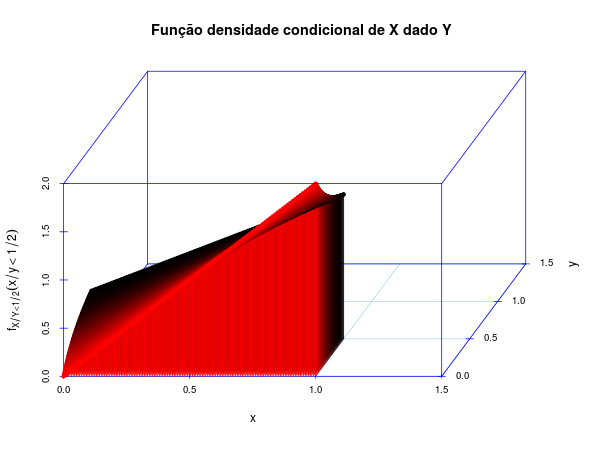 Função densidade condicional de X dado Y
2.0
1.5
1.0
0.5
0.0
f_{X/Y<1/2}(x/y<1/2)
0.0 0.5 1.0 1.5
x
1.5
1.0
0.5
0.0
y